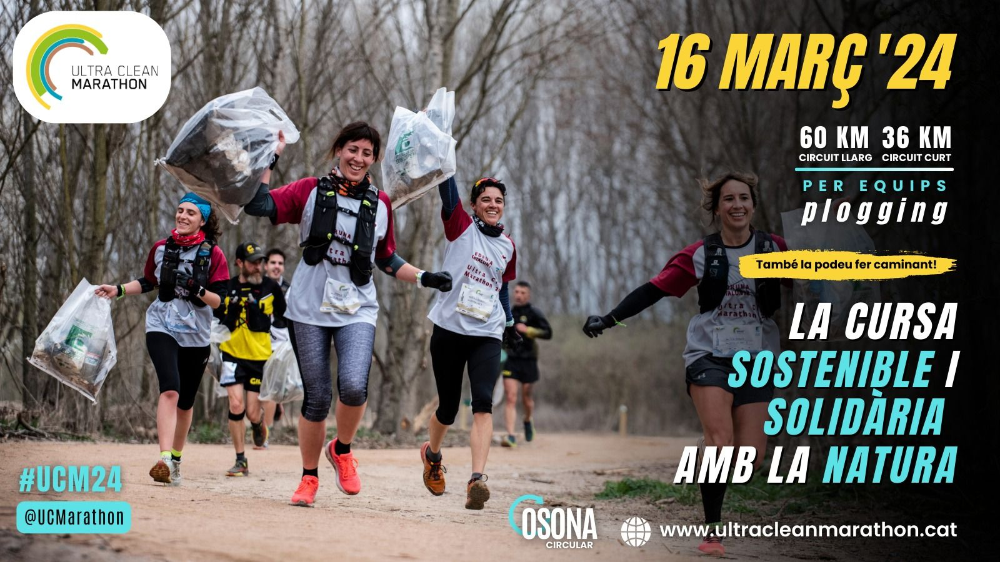 ULTRA CLEAN
MARATHON
16 MARÇ '24
60 KM 36 KM
CIRCUIT LLARG CIRCUIT CURT
PER EQUIPS
plogging
També la podeu fer caminant!
LA CURSA
SOSTENIBLE I
SOLIDÀRIA
AMB LA NATURA
#UCM24
@UCMarathon
OSONA
CIRCULAR
www.ultracleanmarathon.cat